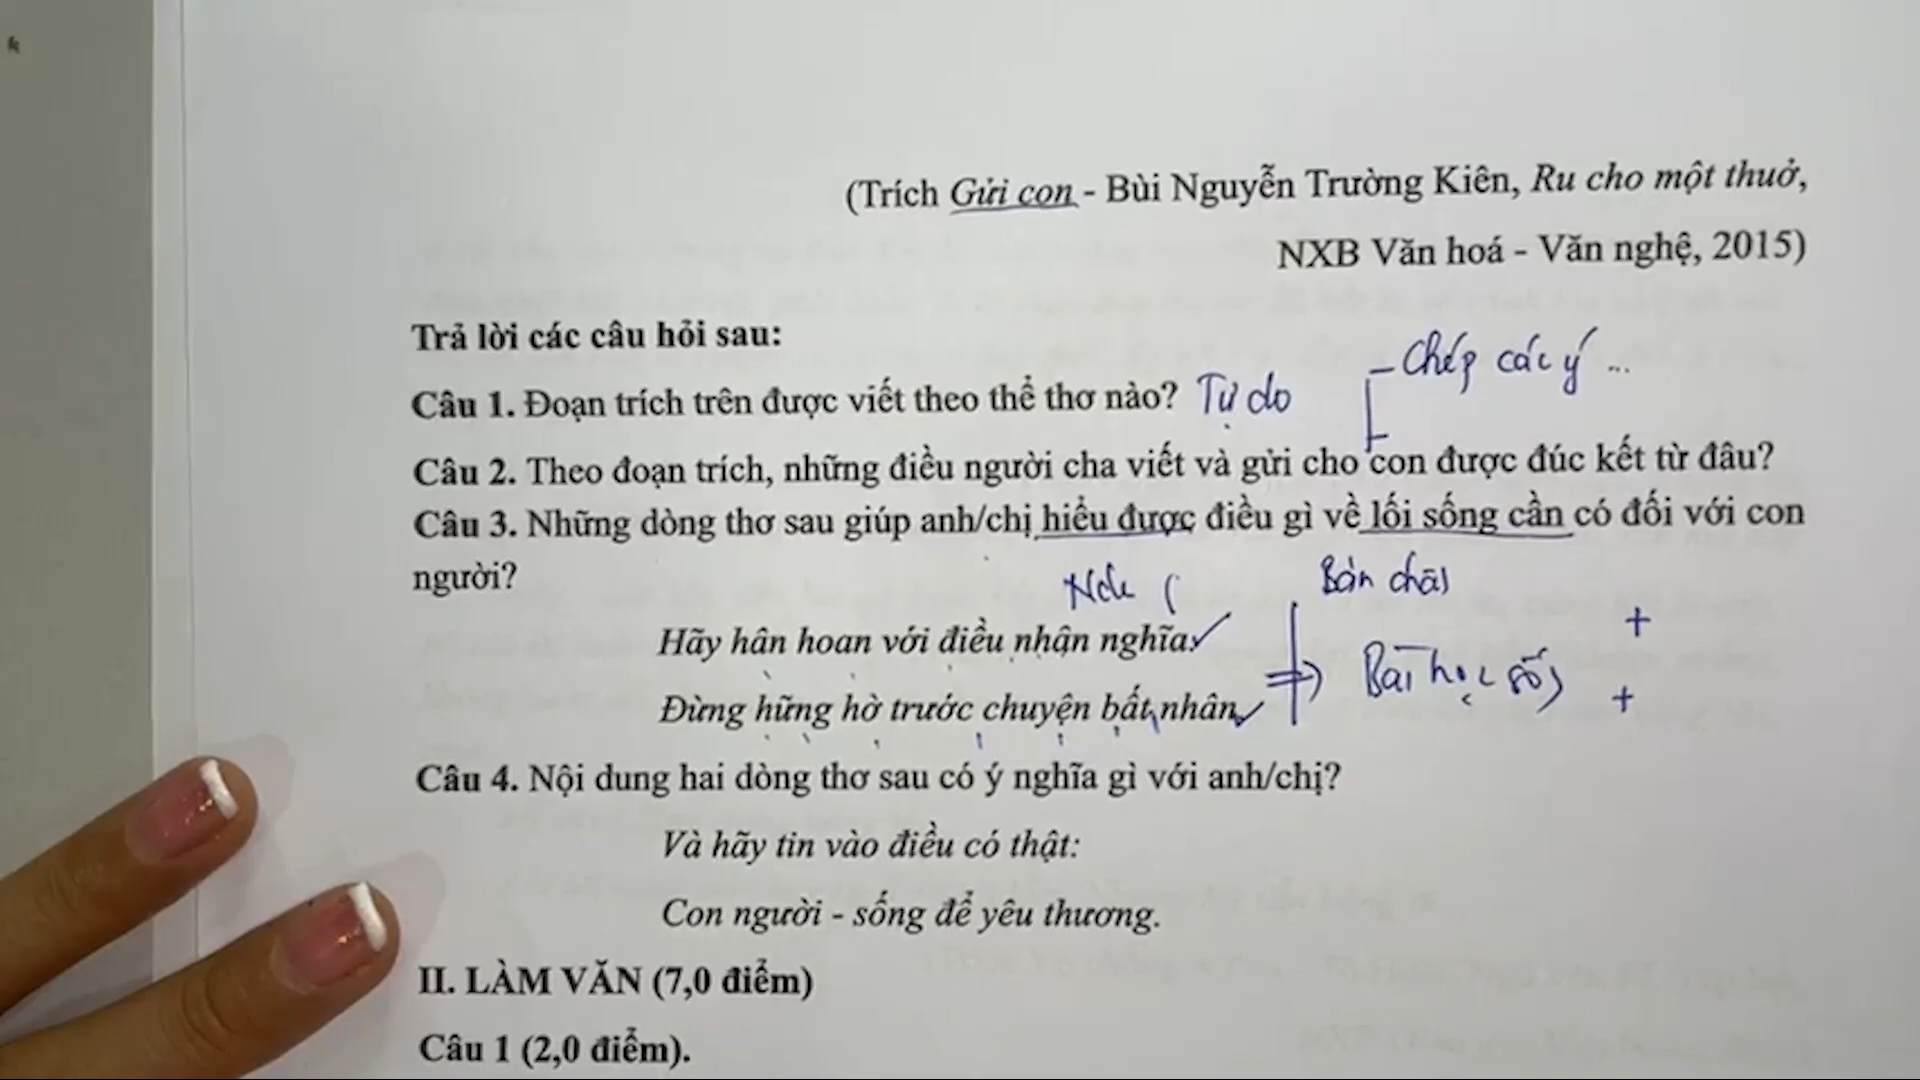 (Trích Gửi con - Bùi Nguyễn Trường Kiên, Ru cho một thuở,
NXB Văn hoá - Văn nghệ, 2015)
Trả lời các câu hỏi sau:
Chép các ý ...
Câu 1. Đoạn trích trên được viết theo thể thơ nào? Tự do
Câu 2. Theo đoạn trích, những điều người cha viết và gửi cho con được đúc kết từ đâu?
Câu 3. Những dòng thơ sau giúp anh/chị hiểu được điều gì về lối sống cần có đối với con
người?
Bản chất
Hãy hân hoan với điều nhận nghĩa
Bài học
Đừng hững hờ trước chuyện bất nhân
Câu 4. Nội dung hai dòng thơ sau có ý nghĩa gì với anh/chị?
Và hãy tin vào điều có thật:
Con người - sống để yêu thương.
II. LÀM VĂN (7,0 điểm)
Câu 1 (2,0 điểm).